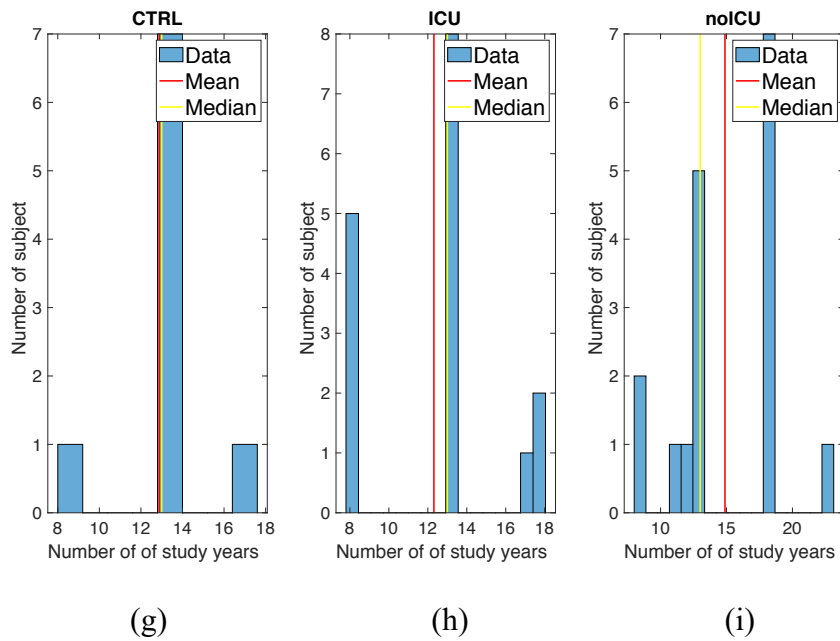 CTRL
7
6
5
4
3
2
1
0
Number of subject
8 10 12 14 16 18
Number of of study years
Data
Mean
Median
(g)
ICU
8
7
6
5
4
3
2
1
0
Number of subject
8 10 12 14 16 18
Number of of study years
Data
Mean
Median
(h)
noICU
7
6
5
4
3
2
1
0
Number of subject
10 15 20
Number of of study years
Data
Mean
Median
(i)